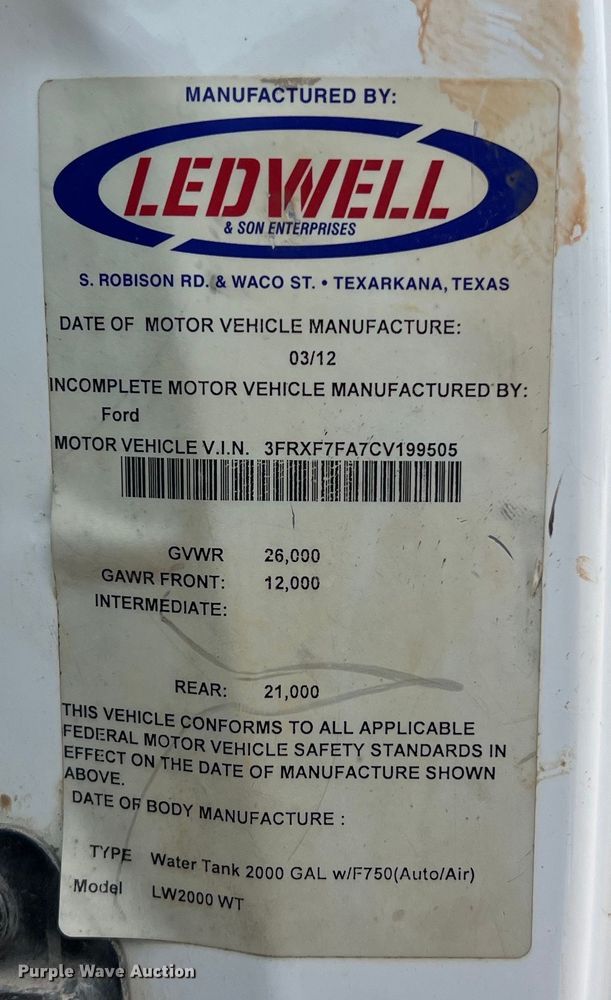 MANUFACTURED BY:
LEDWELL
& SON ENTERPRISES
S. ROBISON RD. & WACO ST. • TEXARKANA, TEXAS
DATE OF MOTOR VEHICLE MANUFACTURE:
03/12
INCOMPLETE MOTOR VEHICLE MANUFACTURED BY:
Ford
MOTOR VEHICLE V.I.N. 3FRXF7FA7CV199505
GVWR 26,000
GAWR FRONT: 12,000
INTERMEDIATE:
REAR: 21,000
THIS VEHICLE CONFORMS TO ALL APPLICABLE
FEDERAL MOTOR VEHICLE SAFETY STANDARDS IN
EFFECT ON THE DATE OF MANUFACTURE SHOWN
ABOVE.
DATE OF BODY MANUFACTURE :
TYPE Water Tank 2000 GAL w/F750(Auto/Air)
Model LW2000 WT
Purple Wave Auction